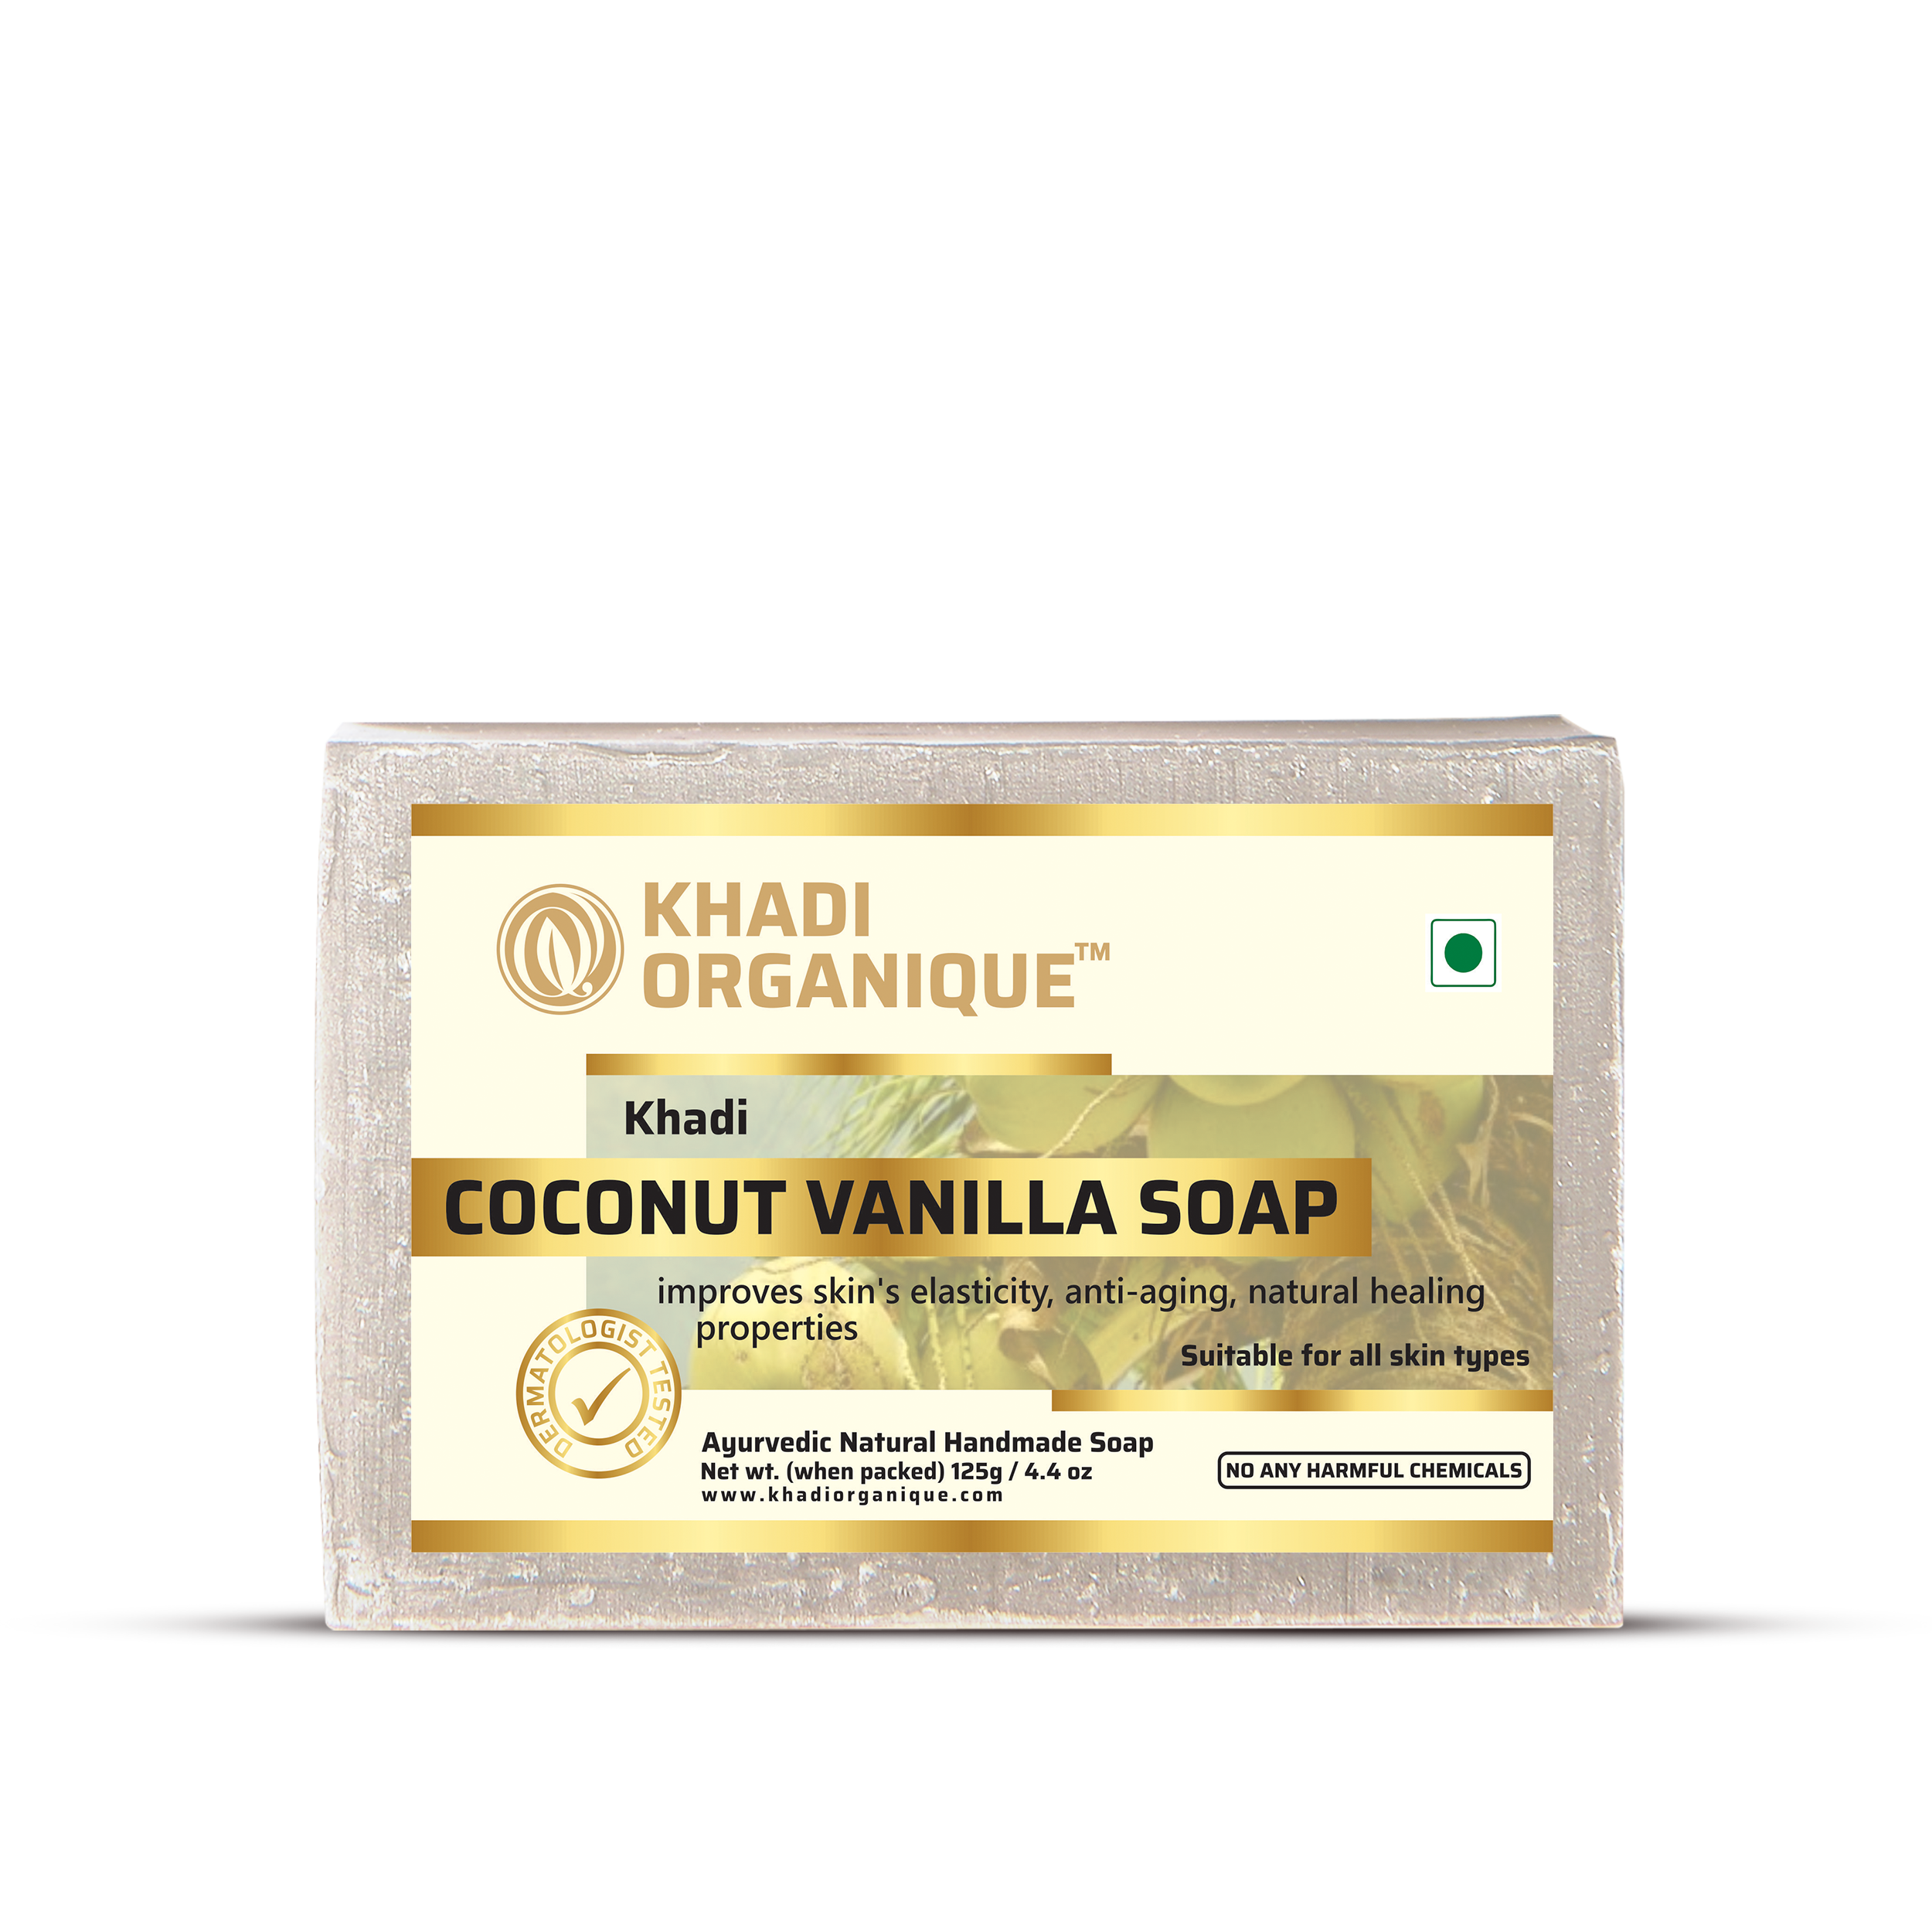 KHADI
ORGANIQUE™
Khadi
COCONUT VANILLA SOAP
improves skin's elasticity, anti-aging, natural healing
properties
Suitable for all skin types
DERMATOLOGIST TESTED
Ayurvedic Natural Handmade Soap
Net wt. (when packed) 125g / 4.4 oz
www.khadiorganique.com
NO ANY HARMFUL CHEMICALS